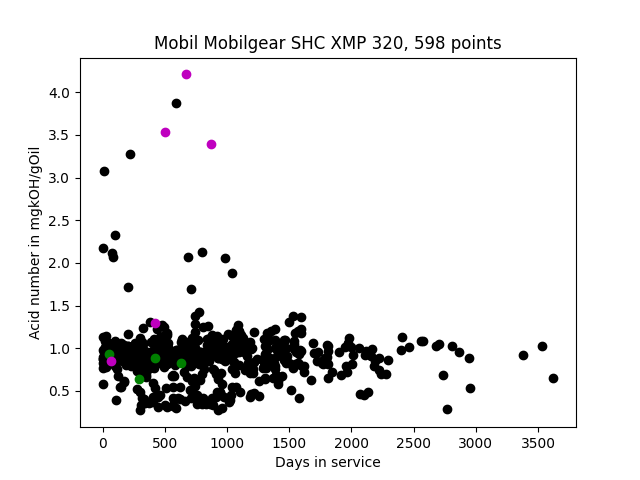 Mobil Mobilgear SHC XMP 320, 598 points
Acid number in mgkOH/gOil
4.0
3.5
3.0
2.5
2.0
1.5
1.0
0.5
0 500 1000 1500 2000 2500 3000 3500
Days in service